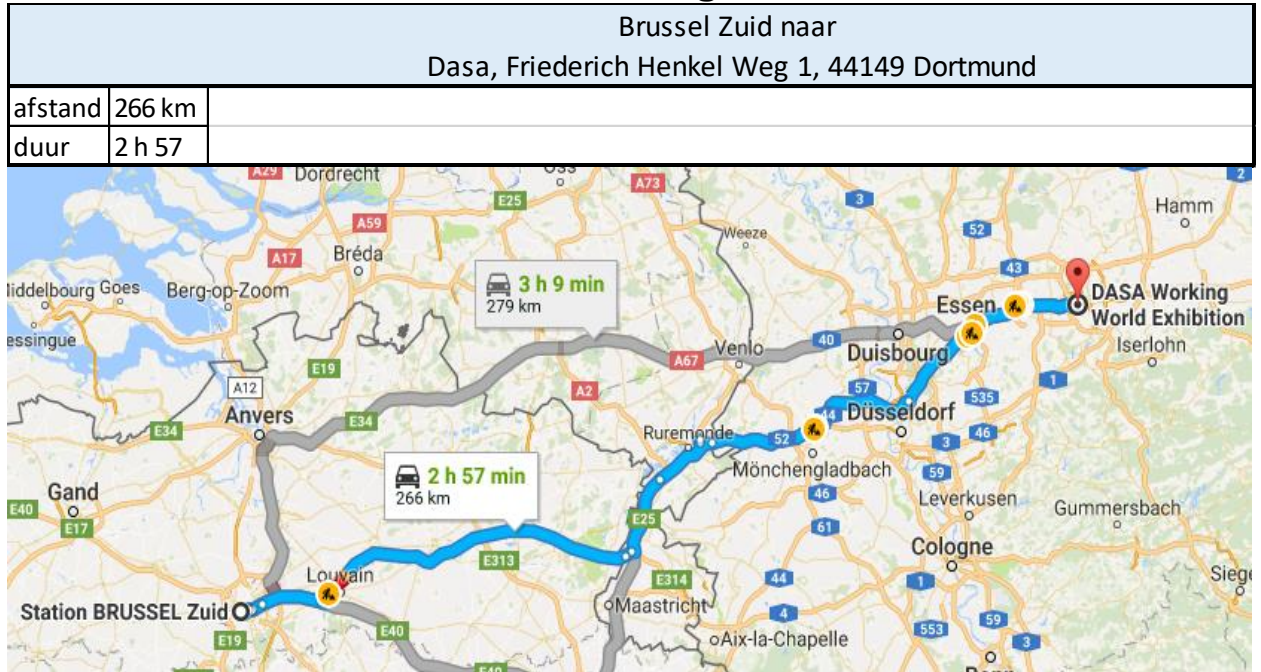 Brussel Zuid naar
Dasa, Friederich Henkel Weg 1, 44149 Dortmund
afstand 266 km
duur 2 h 57
A29 Dordrecht
E25
A73
3
2
Hamm
A59
52
Weeze
A17
Bréda
43
Goes
Berg-op-Zoom
3 h 9 min
279 km
Essen
DASA Working
World Exhibition
E19
A67
Venlo
40
Duisbourg
Iserlohn
A12
A2
57
535
1
Anvers
E34
E34
44
Düsseldorf
Ruremonde
52
3
46
2 h 57 min
266 km
Mönchengladbach
59
Gand
E40
E17
46
Leverkusen
Gummersbach
E25
61
E313
Cologne
Louvain
E314
44
1
Station BRUSSEL Zuid
Maastricht
4
59
E19
E40
Aix-la-Chapelle
553
3